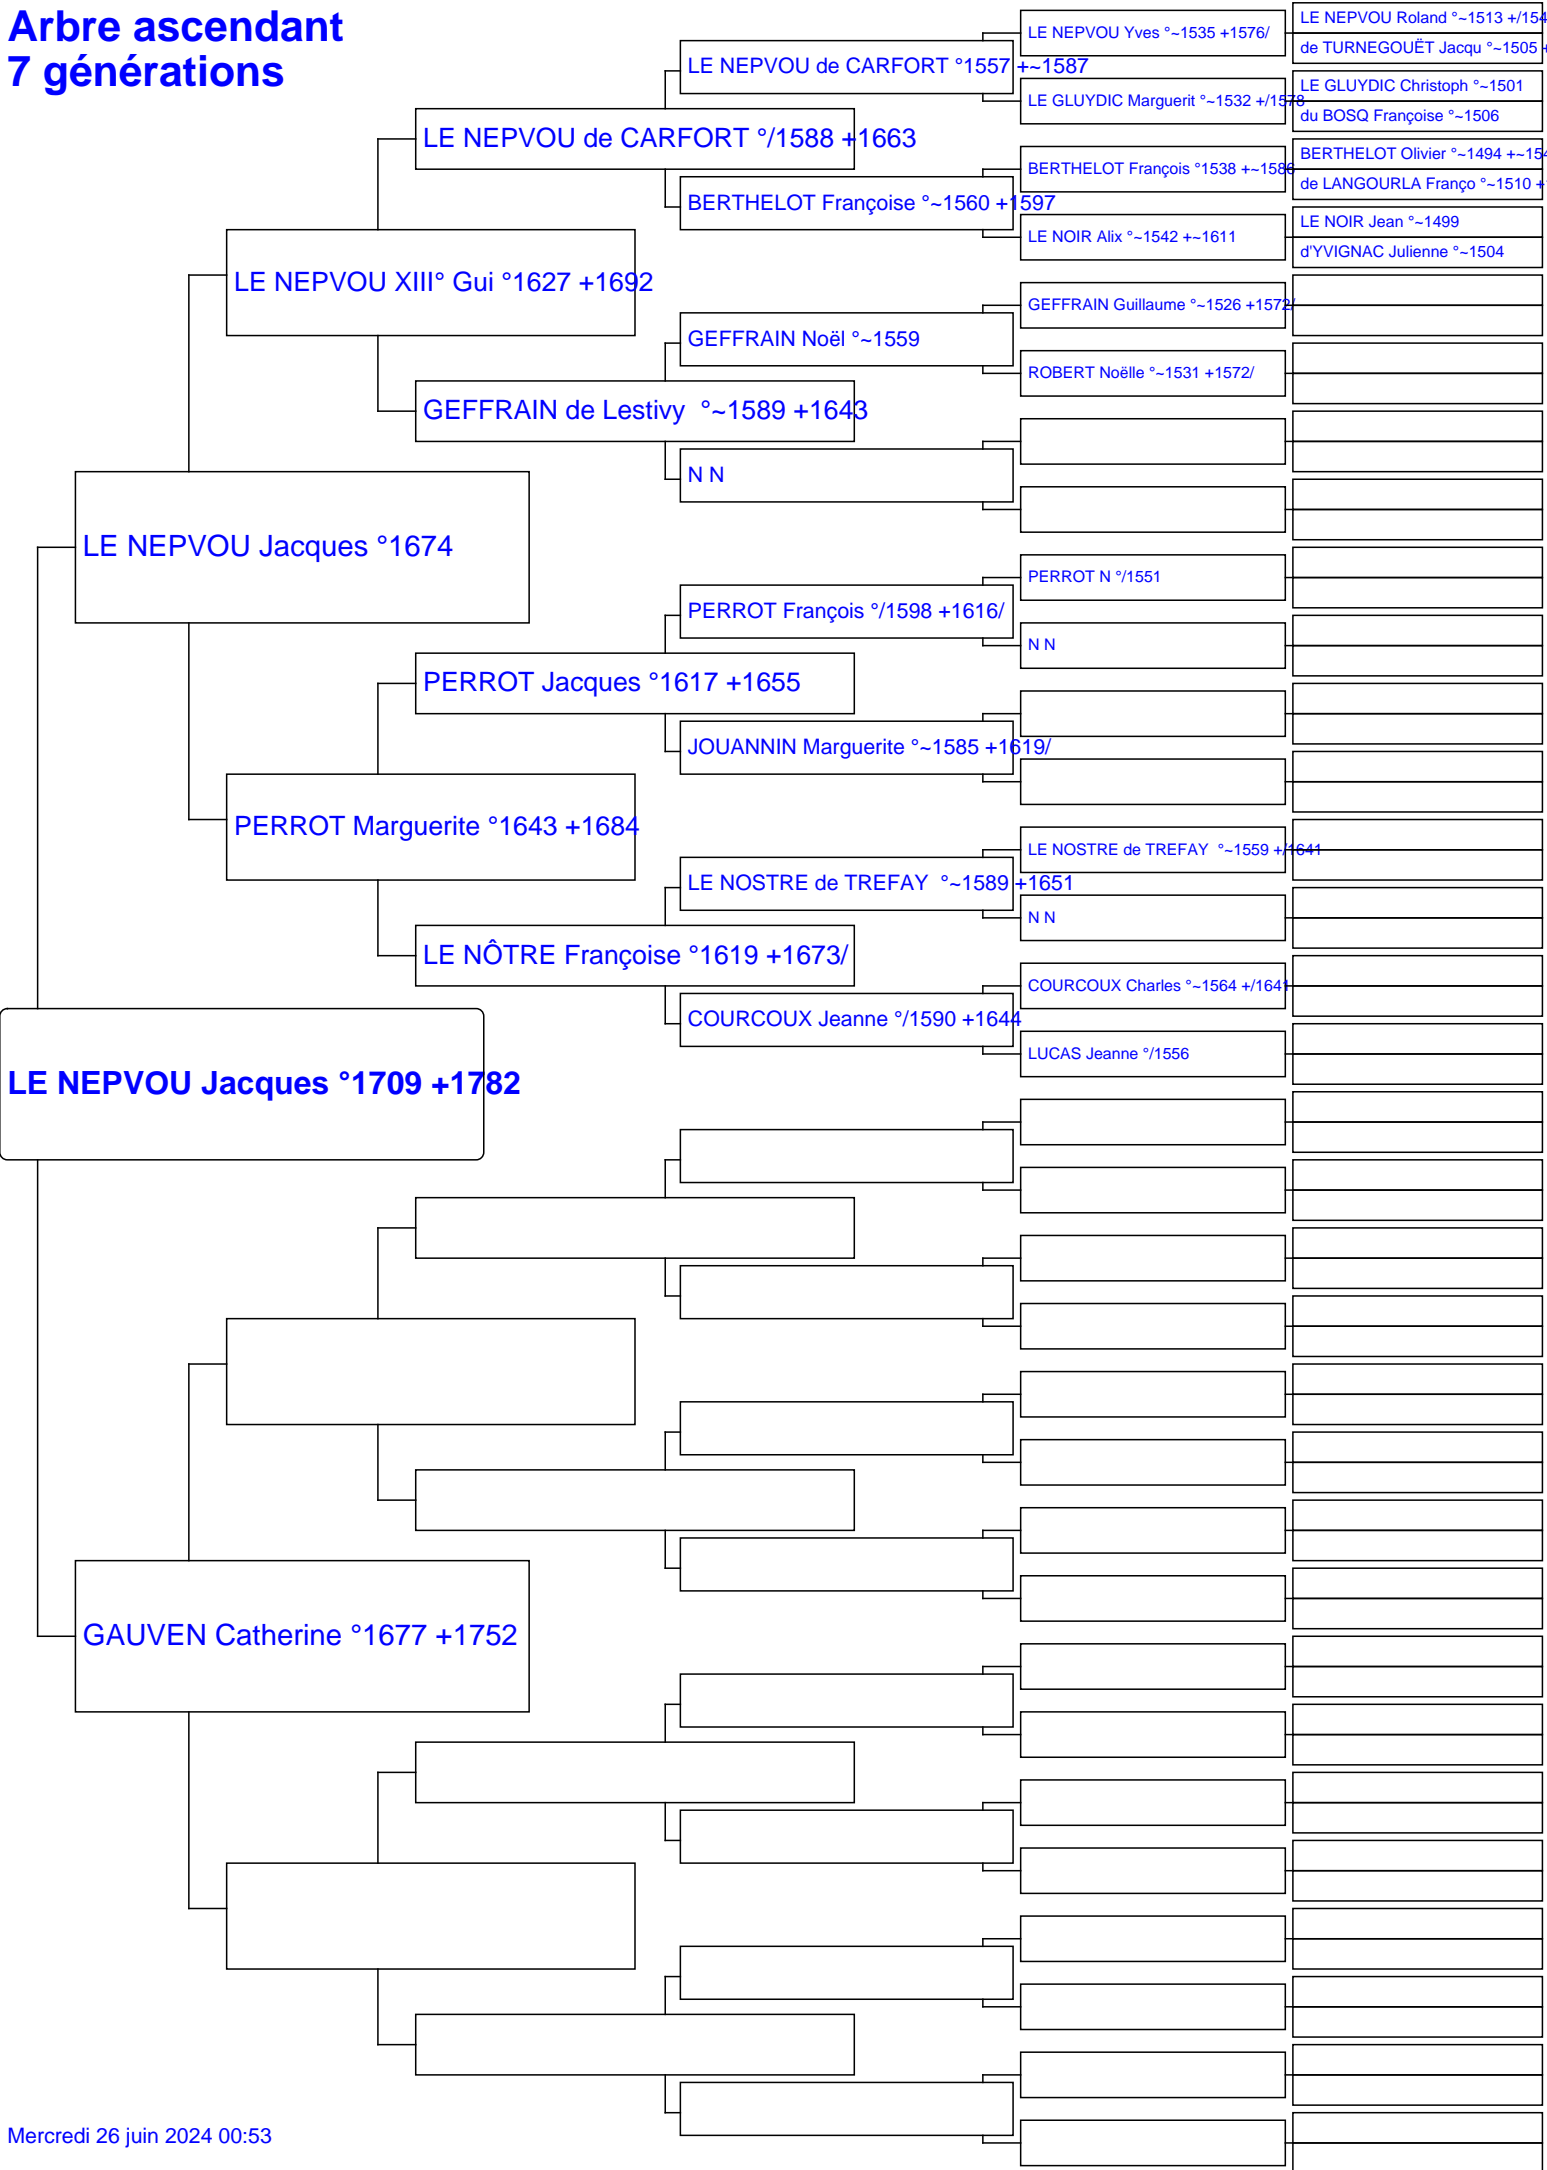 Arbre ascendant
7 générations
LE NEPVOU Roland °~1513 +/154
LE NEPVOU Yves °~1535 +1576/
de TURNEGOUËT Jacqu °~1505 +
LE NEPVOU de CARFORT °1557 +~1587
LE GLUYDIC Christoph °~1501
LE GLUYDIC Marguerit °~1532 +/1578
du BOSQ Françoise °~1506
LE NEPVOU de CARFORT °/1588 +1663
BERTHELOT Olivier °~1494 +~154
BERTHELOT François °1538 +~1586
de LANGOURLA Franço °~1510 +
BERTHELOT Françoise °~1560 +1597
LE NOIR Jean °~1499
LE NOIR Alix °~1542 +~1611
d'YVIGNAC Julienne °~1504
LE NEPVOU XIII° Gui °1627 +1692
GEFFRAIN Guillaume °~1526 +1572/
GEFFRAIN Noël °~1559
ROBERT Noëlle °~1531 +1572/
GEFFRAIN de Lestivy °~1589 +1643
N N
LE NEPVOU Jacques °1674
PERROT N °/1551
PERROT François °/1598 +1616/
N N
PERROT Jacques °1617 +1655
JOUANNIN Marguerite °~1585 +1619/
PERROT Marguerite °1643 +1684
LE NOSTRE de TREFAY °~1559 +/1641
LE NOSTRE de TREFAY °~1589 +1651
N N
LE NÔTRE Françoise °1619 +1673/
COURCOUX Charles °~1564 +/1641
COURCOUX Jeanne °/1590 +1644
LUCAS Jeanne °/1556
LE NEPVOU Jacques °1709 +1782
GAUVEN Catherine °1677 +1752
Mercredi 26 juin 2024 00:53